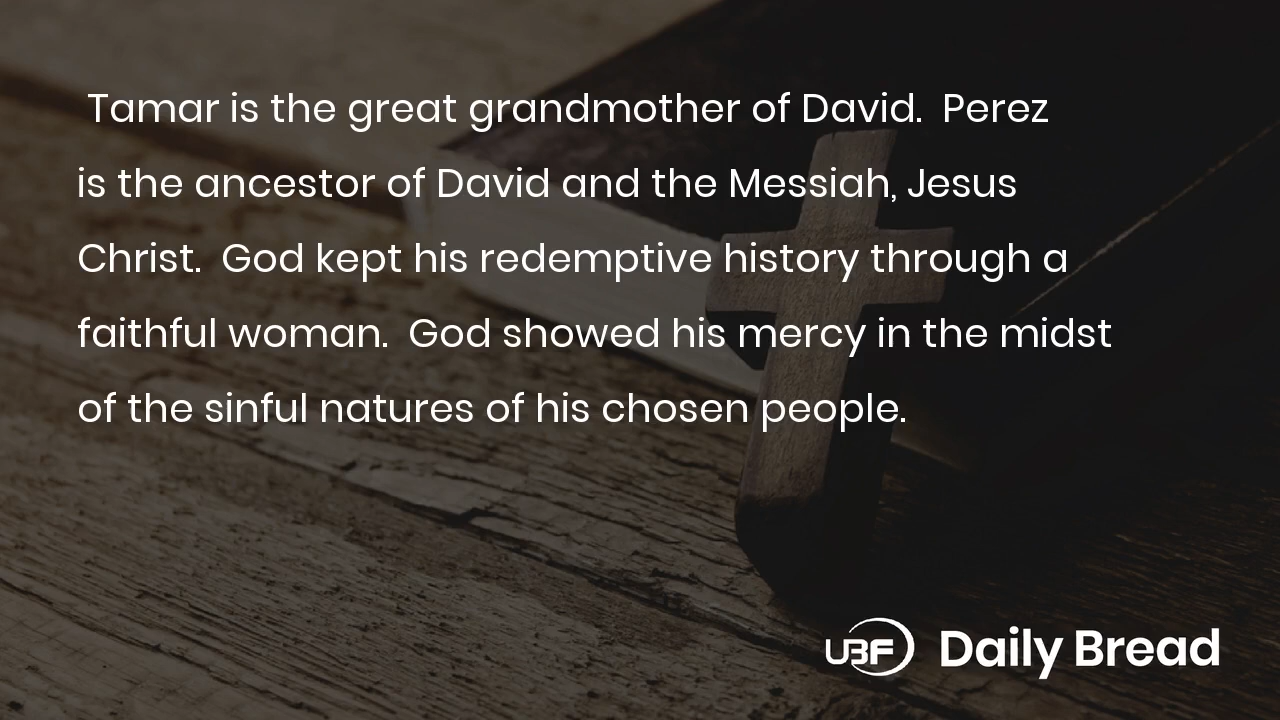 Tamar is the great grandmother of David.  Perez
is the ancestor of David and the Messiah, Jesus
Christ.  God kept his redemptive history through a
faithful woman.  God showed his mercy in the midst
of the sinful natures of his chosen people.
UBF Daily Bread